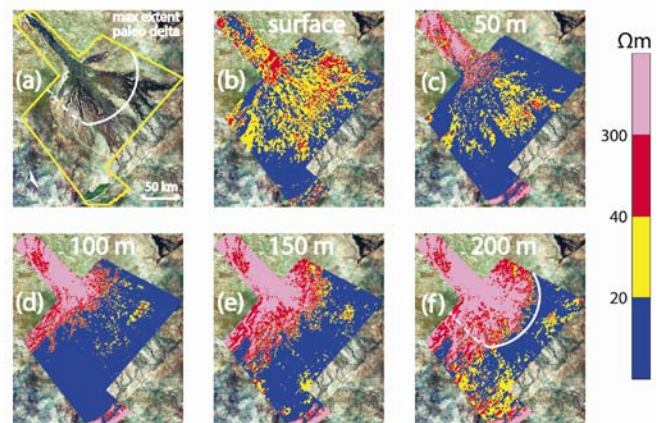 max extent
paleo delta
(a)
50 km
surface
(b)
50 m
(c)
Ωm
300
40
20
100 m
(d)
150 m
(e)
200 m
(f)